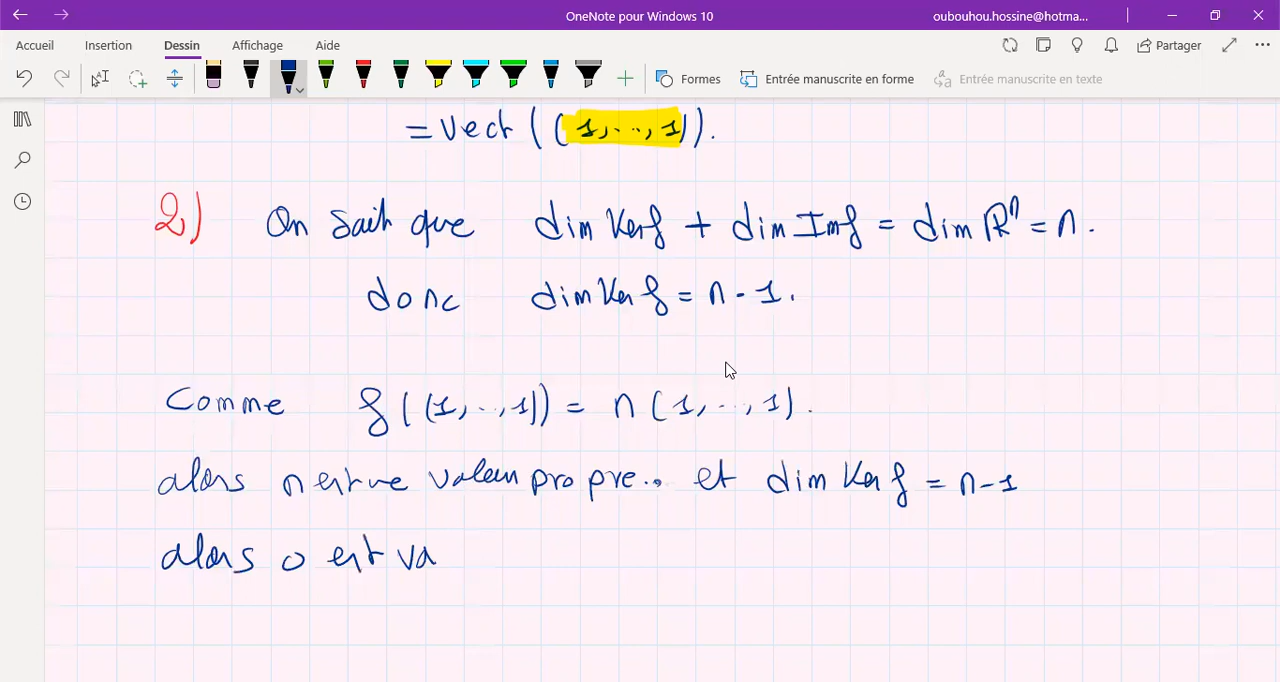 OneNote pour Windows 10
oubouhou.hossine@hotma...
Accueil Insertion Dessin Affichage Aide
Partager
Formes Entrée manuscrite en forme Entrée manuscrite en texte
= Vect ((1,..,1)).
2) On sait que dim Ker f + dim Im f = dim ℝⁿ = n.
donc dim Ker f = n - 1.
Comme f((1,..,1)) = n(1,..,1).
alors n est une valeur propre.. et dim Ker f = n-1
alors 0 est va